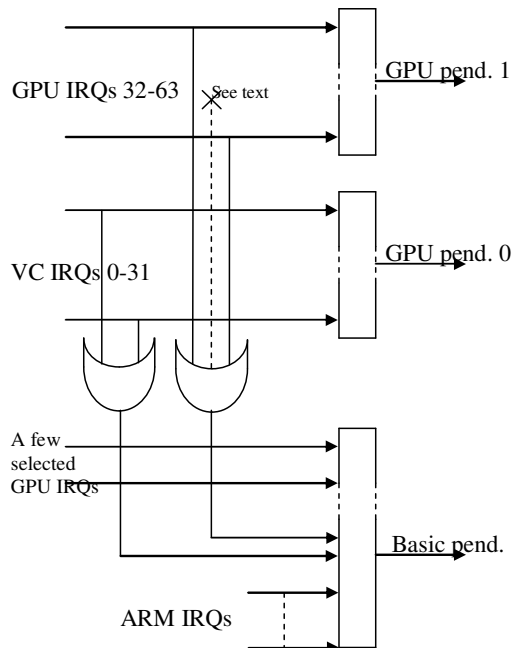 GPU pend. 1
GPU IRQs 32-63
See text
GPU pend. 0
VC IRQs 0-31
A few
selected
GPU IRQs
Basic pend.
ARM IRQs